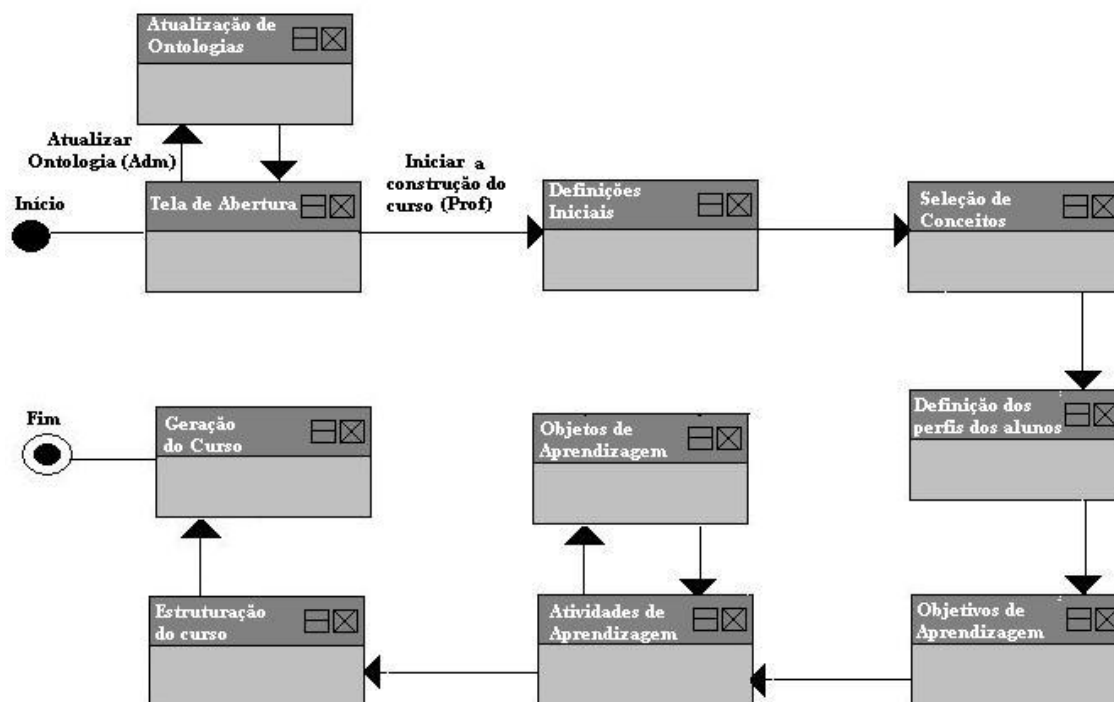 Atualização de
Ontologias
Atualizar
Ontologia (Adm)
Início
Tela de Abertura
Iniciar a
construção do
curso (Prof)
Definições
Iniciais
Seleção de
Conceitos
Fim
Geração
do Curso
Objetos de
Aprendizagem
Definição dos
perfis dos alunos
Estruturação
do curso
Atividades de
Aprendizagem
Objetivos de
Aprendizagem